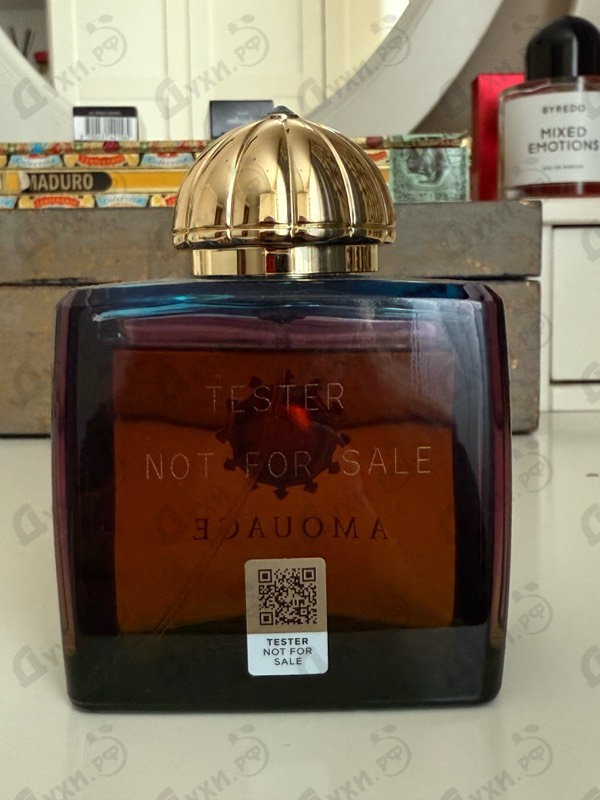 BYREDO
MIXED
EMOTIONS
MADURO
TESTER
NOT FOR SALE
AMOUAGE
TESTER
NOT FOR
SALE
Духи.рф